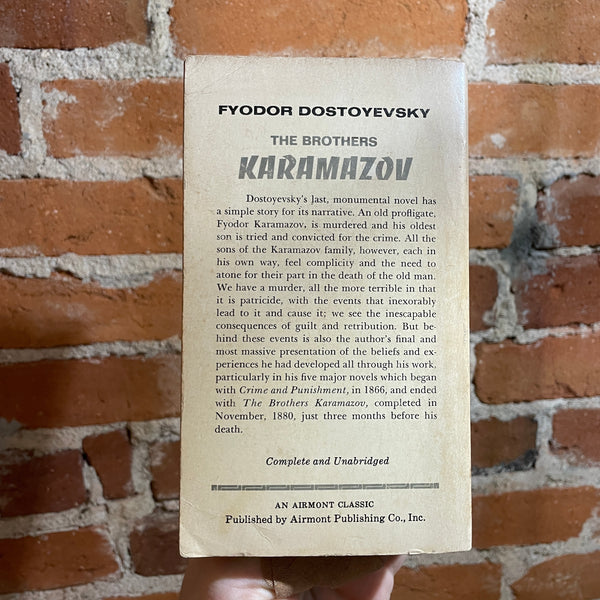 FYODOR DOSTOYEVSKY
THE BROTHERS
KARAMAZOV
Dostoyevsky's last, monumental novel has
a simple story for its narrative. An old profligate,
Fyodor Karamazov, is murdered and his oldest
son is tried and convicted for the crime. All the
sons of the Karamazov family, however, each in
his own way, feel complicity and the need to
atone for their part in the death of the old man.
We have a murder, all the more terrible in that
it is patricide, with the events that inexorably
lead to it and cause it; we see the inescapable
consequences of guilt and retribution. But be-
hind these events is also the author's final and
most massive presentation of the beliefs and ex-
periences he had developed all through his work,
particularly in his five major novels which began
with Crime and Punishment, in 1866, and ended
with The Brothers Karamazov, completed in
November, 1880, just three months before his
death.
Complete and Unabridged
AN AIRMONT CLASSIC
Published by Airmont Publishing Co., Inc.